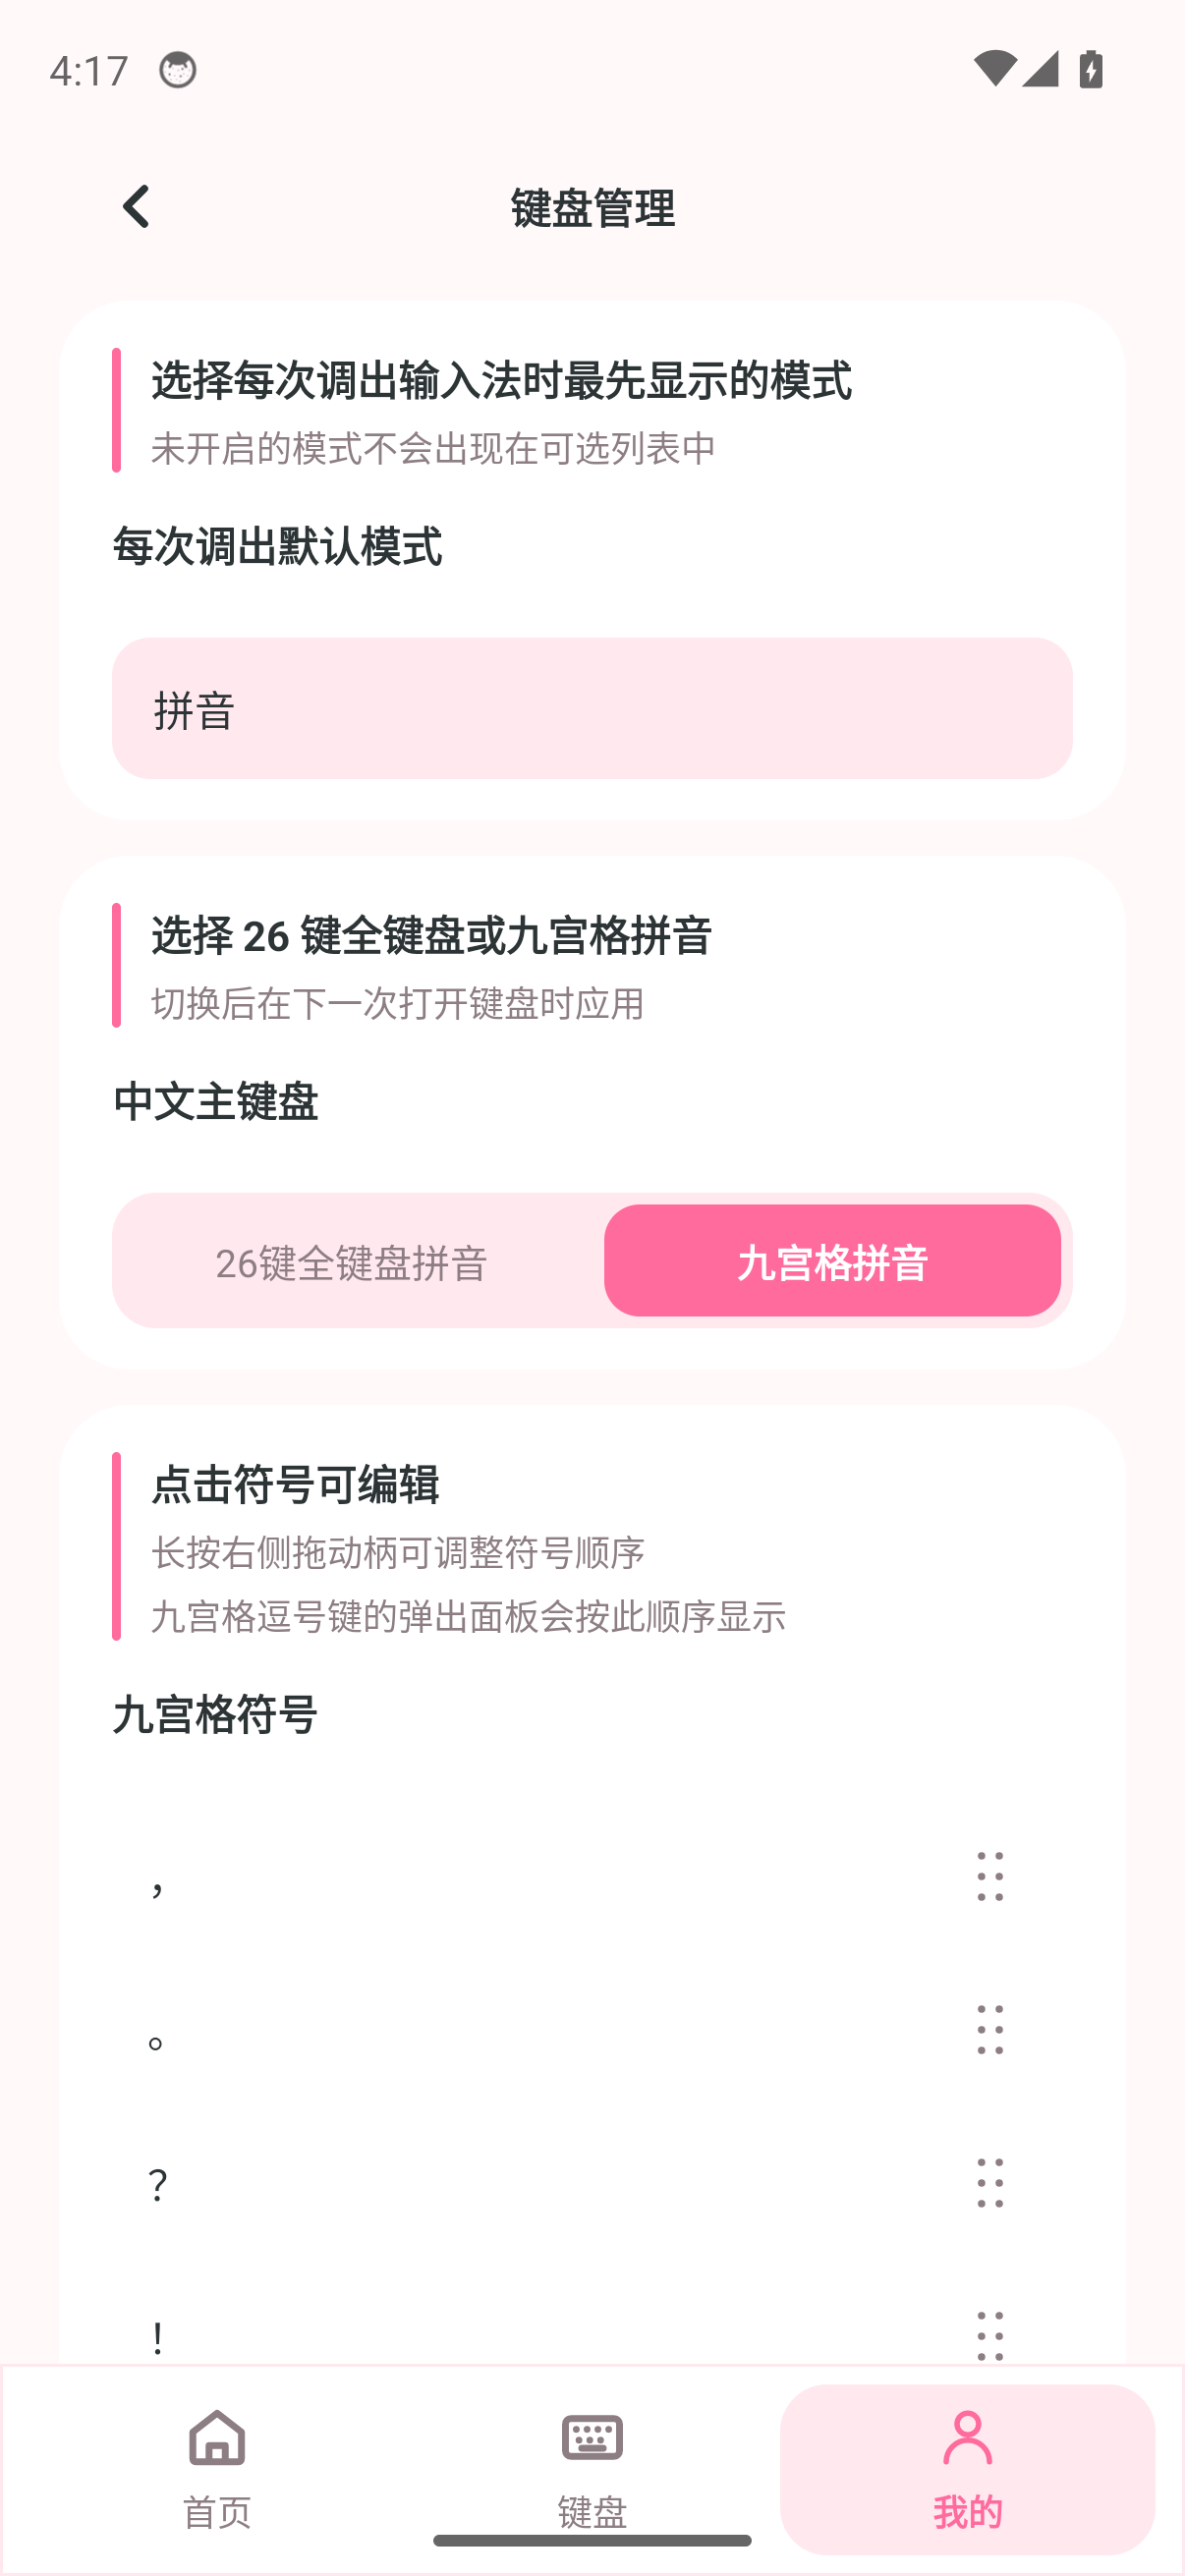 4:17
键盘管理
选择每次调出输入法时最先显示的模式
未开启的模式不会出现在可选列表中
每次调出默认模式
拼音
选择 26 键全键盘或九宫格拼音
切换后在下一次打开键盘时应用
中文主键盘
26键全键盘拼音
九宫格拼音
点击符号可编辑
长按右侧拖动柄可调整符号顺序
九宫格逗号键的弹出面板会按此顺序显示
九宫格符号
，
。
？
！
首页
键盘
我的